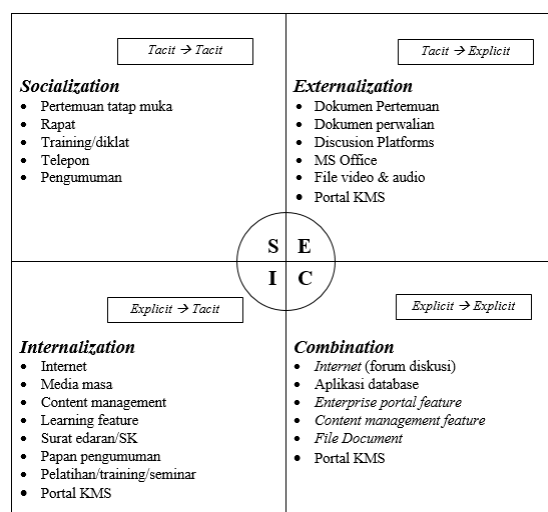 Tacit → Tacit
Socialization
• Pertemuan tatap muka
• Rapat
• Training/diklat
• Telepon
• Pengumuman
Tacit → Explicit
Externalization
• Dokumen Pertemuan
• Dokumen perwalian
• Discusion Platforms
• MS Office
• File video & audio
• Portal KMS
S E
I C
Explicit → Tacit
Internalization
• Internet
• Media masa
• Content management
• Learning feature
• Surat edaran/SK
• Papan pengumuman
• Pelatihan/training/seminar
• Portal KMS
Explicit → Explicit
Combination
• Internet (forum diskusi)
• Aplikasi database
• Enterprise portal feature
• Content management feature
• File Document
• Portal KMS